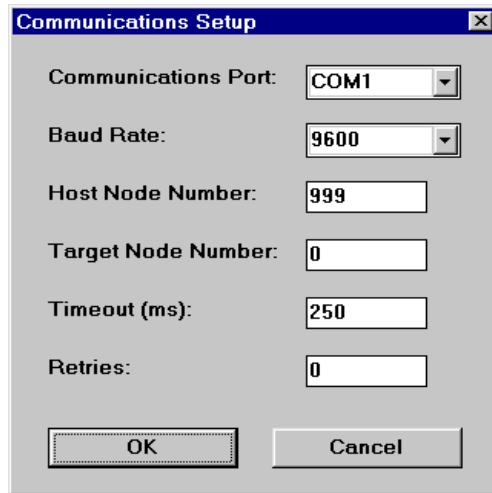 Communications Setup
Communications Port: COM1
Baud Rate: 9600
Host Node Number: 999
Target Node Number: 0
Timeout (ms): 250
Retries: 0
OK Cancel